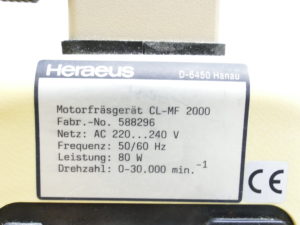 Heraeus
D-6450 Hanau
Motorfräsgerät CL-MF 2000
Fabr.-No. 588296
Netz: AC 220...240 V
Frequenz: 50/60 Hz
Leistung: 80 W
Drehzahl: 0-30.000 min.-1
CE